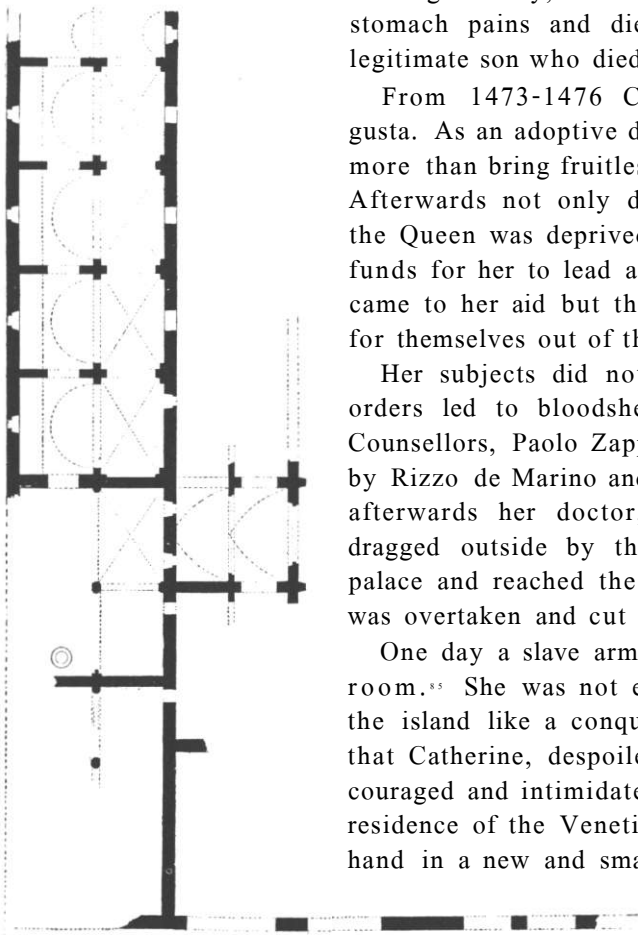 stomach pains and die
legitimate son who died
From 1473-1476 C
gusta. As an adoptive d
more than bring fruitles
Afterwards not only d
the Queen was deprived
funds for her to lead a
came to her aid but th
for themselves out of th
Her subjects did not
orders led to bloodshe
Counsellors, Paolo Zapp
by Rizzo de Marino and
afterwards her doctor
dragged outside by th
palace and reached the
was overtaken and cut
One day a slave arm
room.⁸⁵ She was not e
the island like a conqu
that Catherine, despoile
couraged and intimidate
residence of the Veneti
hand in a new and sma